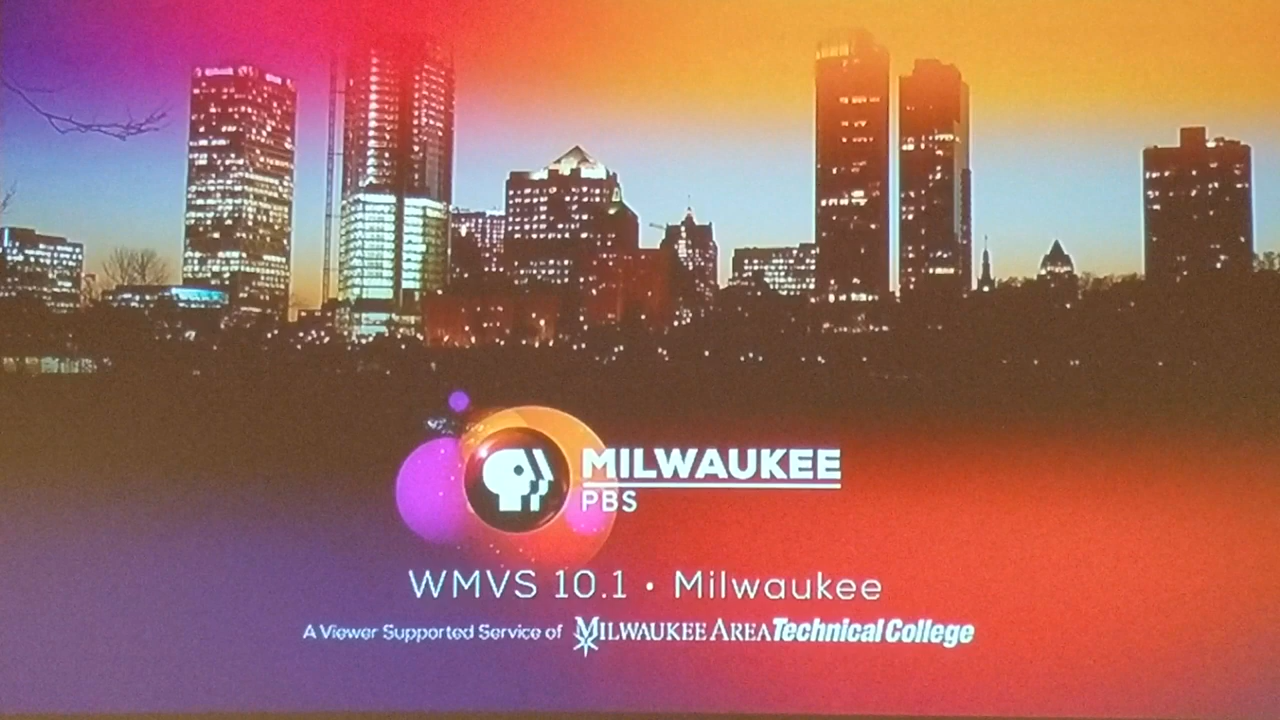 MILWAUKEE
PBS
WMVS 10.1 • Milwaukee
A Viewer Supported Service of MILWAUKEE AREA Technical College